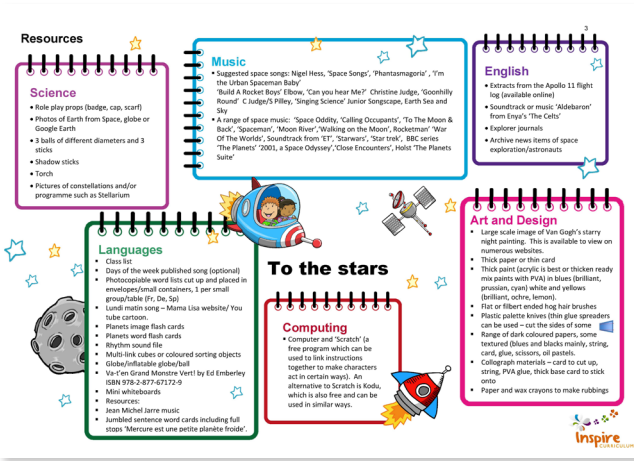 3
Resources
Science
• Role play props (badge, cap, scarf)
• Photos of Earth from Space, globe or
Google Earth
• 3 balls of different diameters and 3
sticks
• Shadow sticks
• Torch
• Pictures of constellations and/or
programme such as Stellarium
Music
• Suggested space songs: Nigel Hess, ‘Space Songs’, ‘Phantasmagoria’ , ‘I’m
the Urban Spaceman Baby’
‘Build A Rocket Boys’ Elbow, ‘Can you hear Me?’ Christine Judge, ‘Goonhilly
Round’ C Judge/S Pilley, ‘Singing Science’ Junior Songscape, Earth Sea and
Sky
• A range of space music: ‘Space Oddity, ‘Calling Occupants’, ‘To The Moon &
Back’, ‘Spaceman’, ‘Moon River’,‘Walking on the Moon’, Rocketman’ ‘War
Of The Worlds’, Soundtrack from ‘ET’, ‘Starwars’, ‘Star trek’, BBC series
‘The Planets’ ‘2001, a Space Odyssey’,‘Close Encounters’, Holst ‘The Planets
Suite’
English
• Extracts from the Apollo 11 flight
log (available online)
• Soundtrack or music ‘Aldebaran’
from Enya’s ‘The Celts’
• Explorer journals
• Archive news items of space
exploration/astronauts
Languages
▪ Class list
▪ Days of the week published song (optional)
▪ Photocopiable word lists cut up and placed in
envelopes/small containers, 1 per small
group/table (Fr, De, Sp)
▪ Lundi matin song – Mama Lisa website/ You
tube cartoon.
▪ Planets image flash cards
▪ Planets word flash cards
▪ Rhythm sound file
▪ Multi-link cubes or coloured sorting objects
▪ Globe/inflatable globe/ball
▪ Va-t’en Grand Monstre Vert! by Ed Emberley
ISBN 978-2-877-67172-9
▪ Mini whiteboards
▪ Resources:
▪ Jean Michel Jarre music
▪ Jumbled sentence word cards including full
stops ‘Mercure est une petite planète froide’.
To the stars
Computing
• Computer and ‘Scratch’ (a
free program which can be
used to link instructions
together to make characters
act in certain ways). An
alternative to Scratch is Kodu,
which is also free and can be
used in similar ways.
Art and Design
• Large scale image of Van Gogh’s starry
night painting. This is available to view on
numerous websites.
• Thick paper or thin card
• Thick paint (acrylic is best or thicken ready
mix paints with PVA) in blues (brilliant,
prussian, cyan) white and yellows
(brilliant, ochre, lemon).
• Flat or filbert ended hog hair brushes
• Plastic palette knives (thin glue spreaders
can be used – cut the sides of some
• Range of dark coloured papers, some
textured (blues and blacks mainly, string,
card, glue, scissors, oil pastels.
• Collograph materials – card to cut up,
string, PVA glue, thick base card to stick
onto
• Paper and wax crayons to make rubbings
Inspire
CURRICULUM